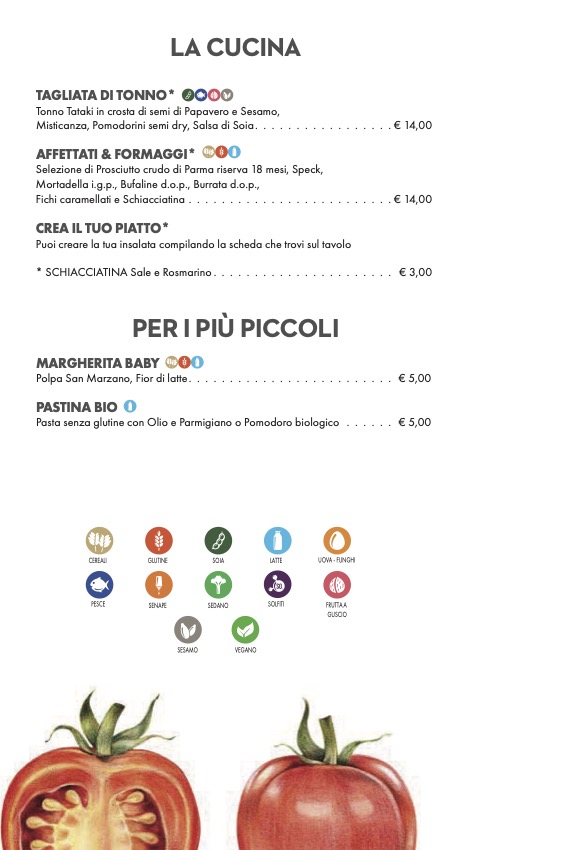 LA CUCINA
TAGLIATA DI TONNO*
Tonno Tataki in crosta di semi di Papavero e Sesamo,
Misticanza, Pomodorini semi dry, Salsa di Soia. . . . . . . . . . . . . . . . . € 14,00
AFFETTATI & FORMAGGI*
Selezione di Prosciutto crudo di Parma riserva 18 mesi, Speck,
Mortadella i.g.p., Bufaline d.o.p., Burrata d.o.p.,
Fichi caramellati e Schiacciatina . . . . . . . . . . . . . . . . . . . . . . . . . € 14,00
CREA IL TUO PIATTO*
Puoi creare la tua insalata compilando la scheda che trovi sul tavolo
* SCHIACCIATINA Sale e Rosmarino. . . . . . . . . . . . . . . . . . . . . . € 3,00
PER I PIÙ PICCOLI
MARGHERITA BABY
Polpa San Marzano, Fior di latte. . . . . . . . . . . . . . . . . . . . . . . . . € 5,00
PASTINA BIO
Pasta senza glutine con Olio e Parmigiano o Pomodoro biologico . . . . . . € 5,00
CEREALI GLUTINE SOIA LATTE UOVA - FUNGHI
PESCE SENAPE SEDANO SOLFITI FRUTTA A
GUSCIO
SESAMO VEGANO